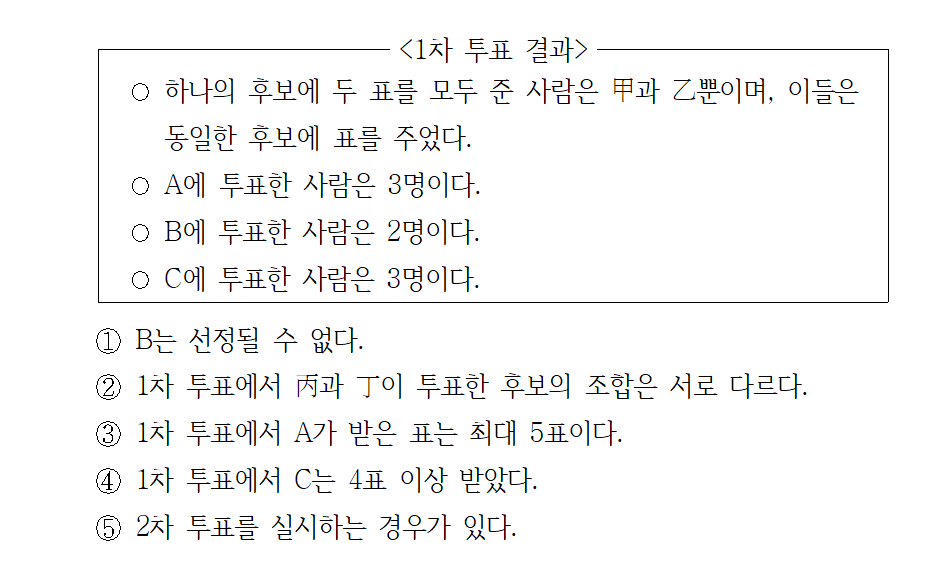 <1차 투표 결과>
○ 하나의 후보에 두 표를 모두 준 사람은 甲과 乙뿐이며, 이들은
동일한 후보에 표를 주었다.
○ A에 투표한 사람은 3명이다.
○ B에 투표한 사람은 2명이다.
○ C에 투표한 사람은 3명이다.
① B는 선정될 수 없다.
② 1차 투표에서 丙과 丁이 투표한 후보의 조합은 서로 다르다.
③ 1차 투표에서 A가 받은 표는 최대 5표이다.
④ 1차 투표에서 C는 4표 이상 받았다.
⑤ 2차 투표를 실시하는 경우가 있다.